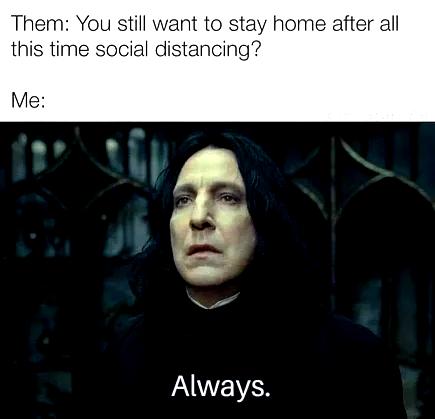 Them: You still want to stay home after all
this time social distancing?
Me:
Always.